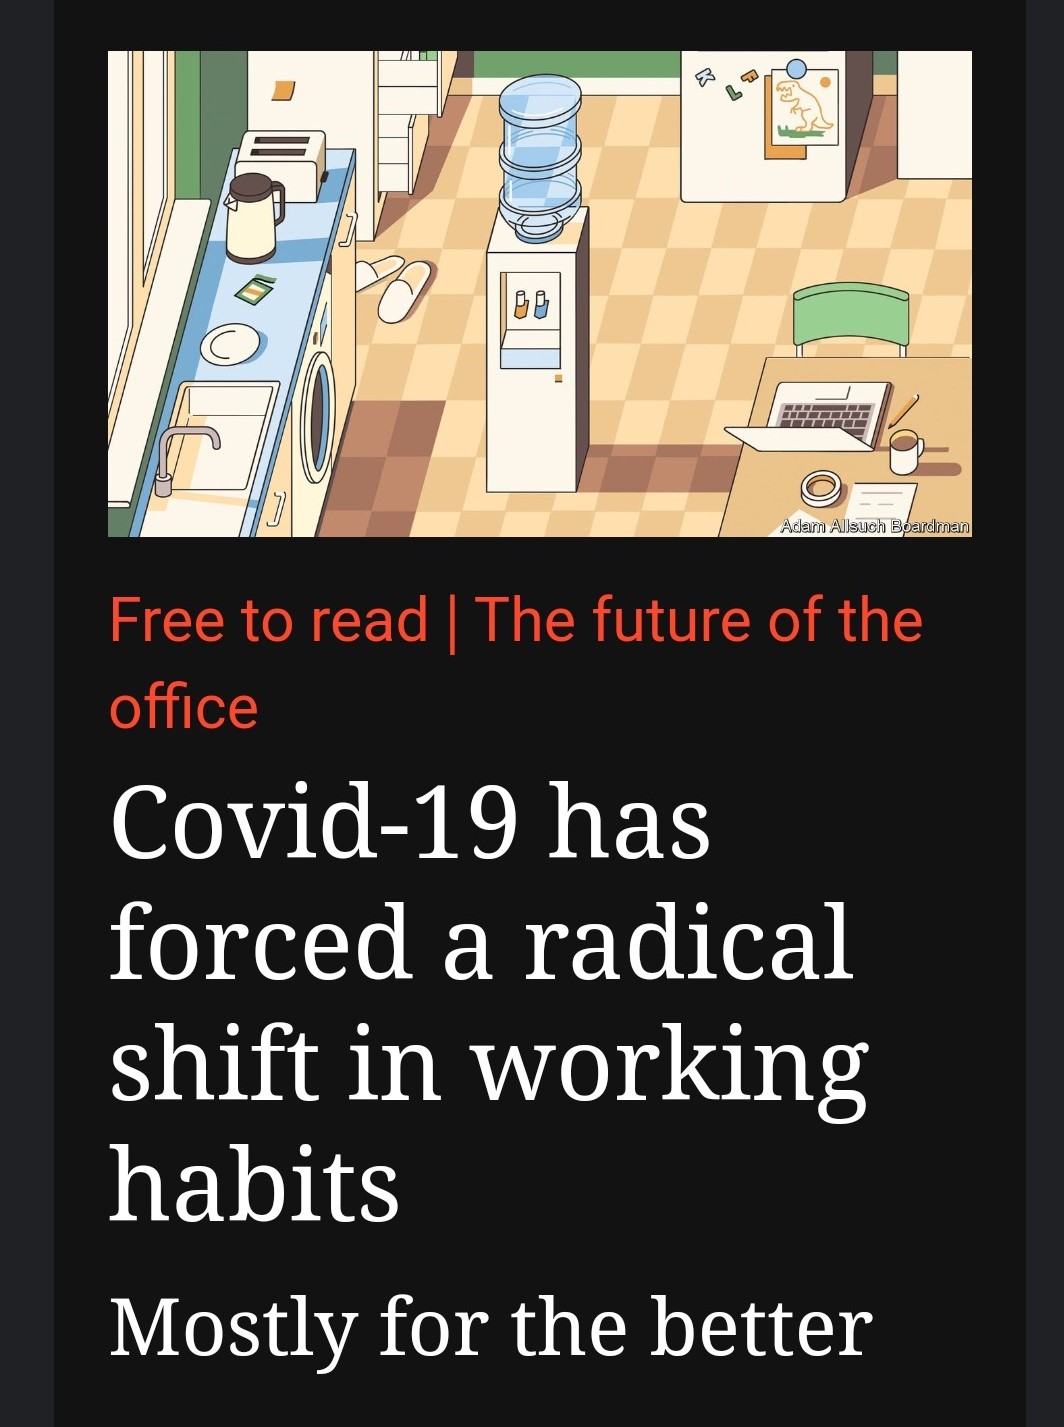 K L F
Adam Allsuch Boardman
Free to read | The future of the
office
Covid-19 has
forced a radical
shift in working
habits
Mostly for the better